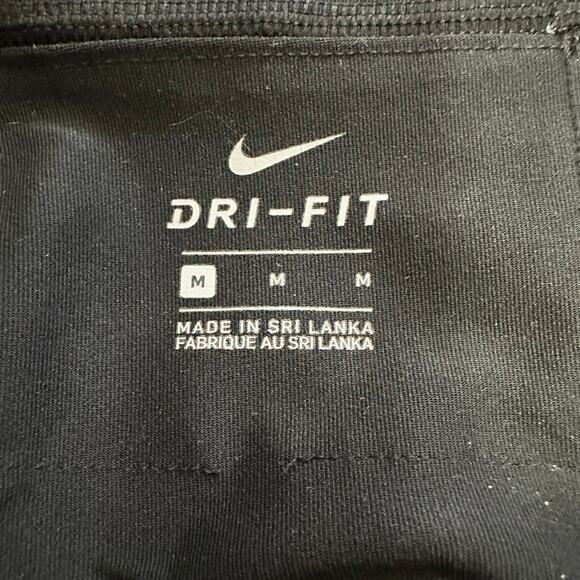 DRI-FIT
M M M
MADE IN SRI LANKA
FABRIQUE AU SRI LANKA